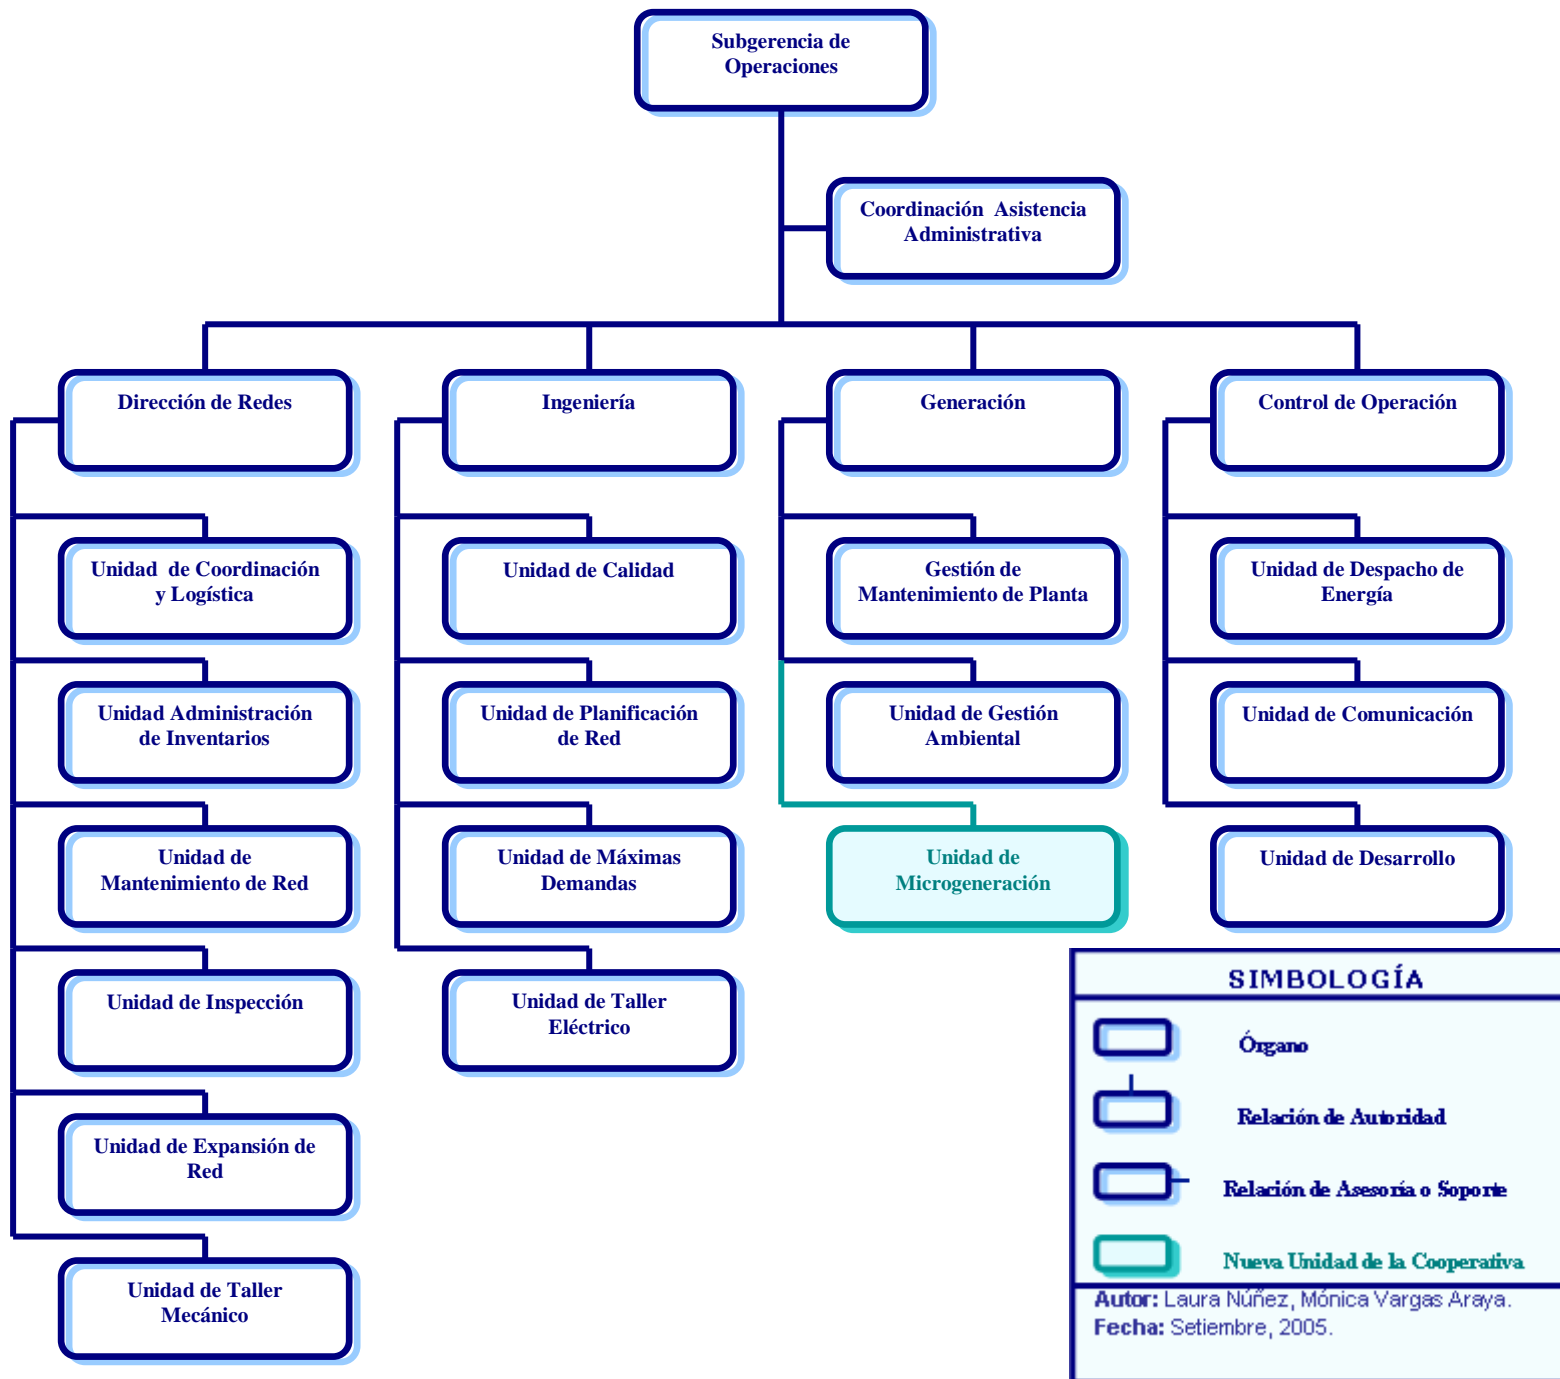 Subgerencia de
Operaciones
Coordinación  Asistencia
Administrativa
Dirección de Redes
Ingeniería
Generación
Control de Operación
Unidad  de Coordinación
y Logística
Unidad de Calidad
Gestión de
Mantenimiento de Planta
Unidad de Despacho de
Energía
Unidad Administración
de Inventarios
Unidad de Planificación
de Red
Unidad de Gestión
Ambiental
Unidad de Comunicación
Unidad de
Mantenimiento de Red
Unidad de Máximas
Demandas
Unidad de
Microgeneración
Unidad de Desarrollo
Unidad de Inspección
Unidad de Taller
Eléctrico
Unidad de Expansión de
Red
Unidad de Taller
Mecánico
SIMBOLOGÍA
Órgano
Relación de Autoridad
Relación de Asesoría o Soporte
Nueva Unidad de la Cooperativa
Autor: Laura Núñez, Mónica Vargas Araya.
Fecha: Setiembre, 2005.